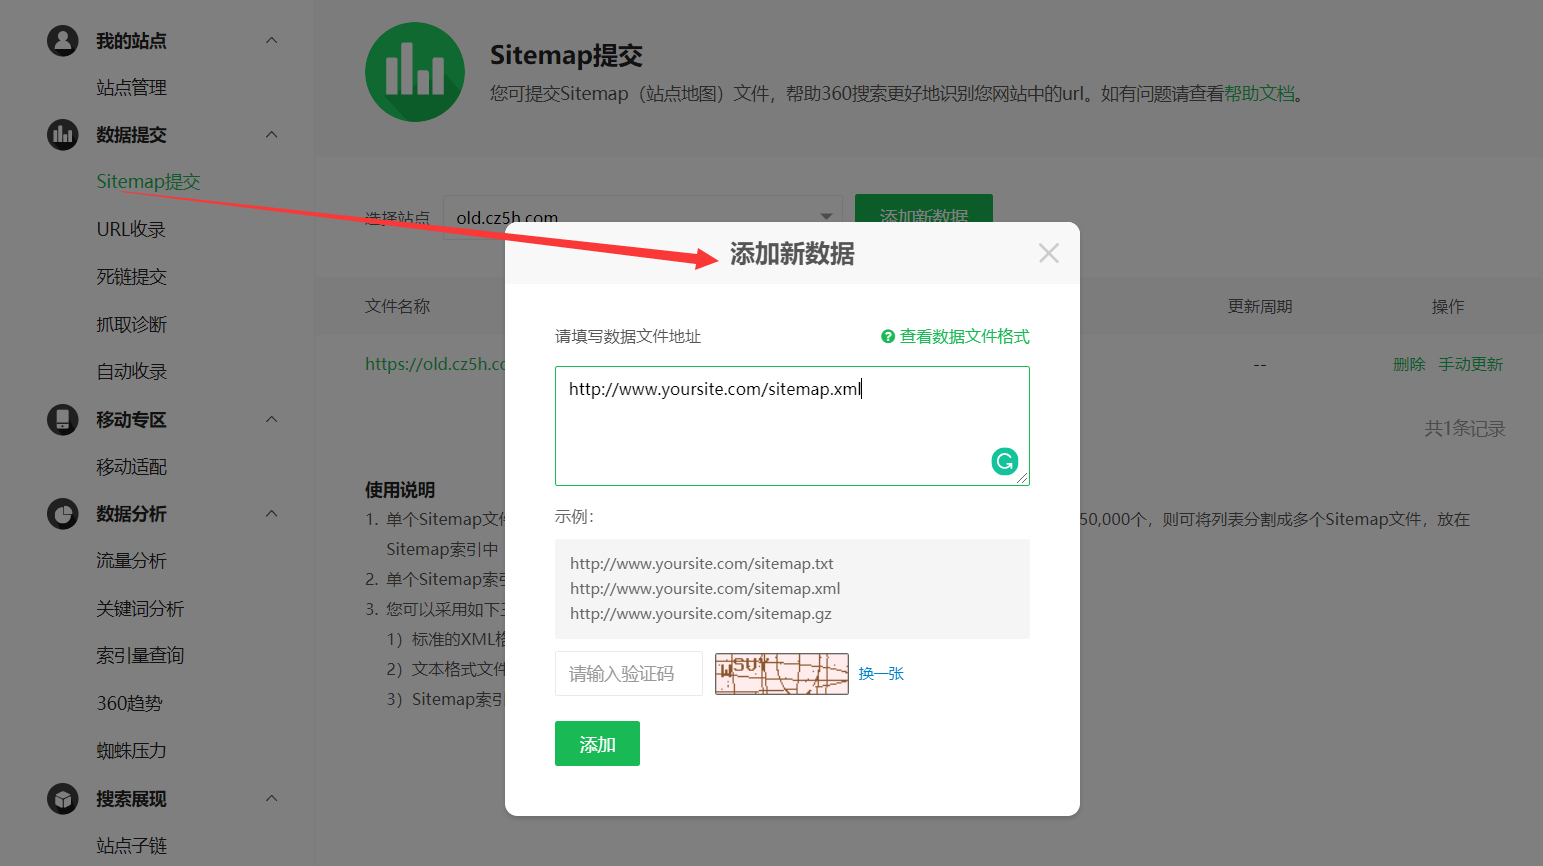 我的站点
站点管理
数据提交
Sitemap提交
URL收录
死链提交
抓取诊断
自动收录
移动专区
移动适配
数据分析
流量分析
关键词分析
索引量查询
360趋势
蜘蛛压力
搜索展现
站点子链
Sitemap提交
您可提交Sitemap（站点地图）文件，帮助360搜索更好地识别您网站中的url。如有问题请查看帮助文档。
选择站点 old.cz5h.com 添加新数据
文件名称 更新周期 操作
https://old.cz5h.co -- 删除 手动更新
共1条记录
使用说明
1. 单个Sitemap文件 50,000个，则可将列表分割成多个Sitemap文件，放在
Sitemap索引中
2. 单个Sitemap索引
3. 您可以采用如下
1）标准的XML格
2）文本格式文件
3）Sitemap索引
添加新数据
请填写数据文件地址 查看数据文件格式
http://www.yoursite.com/sitemap.xml
示例：
http://www.yoursite.com/sitemap.txt
http://www.yoursite.com/sitemap.xml
http://www.yoursite.com/sitemap.gz
请输入验证码 WSUY 换一张
添加